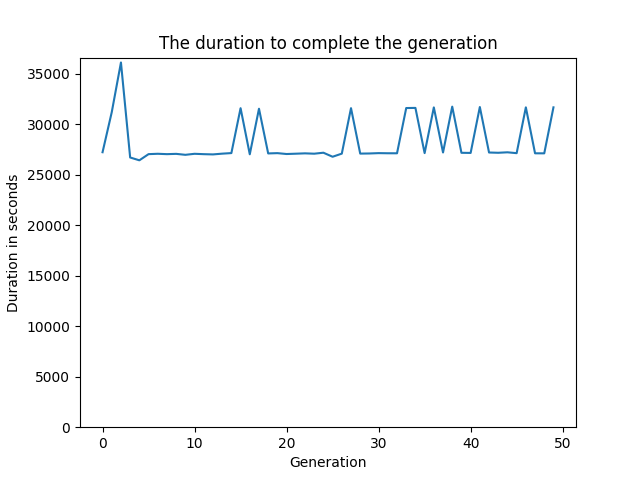 The duration to complete the generation
35000
30000
25000
20000
15000
10000
5000
0
Duration in seconds
0 10 20 30 40 50
Generation